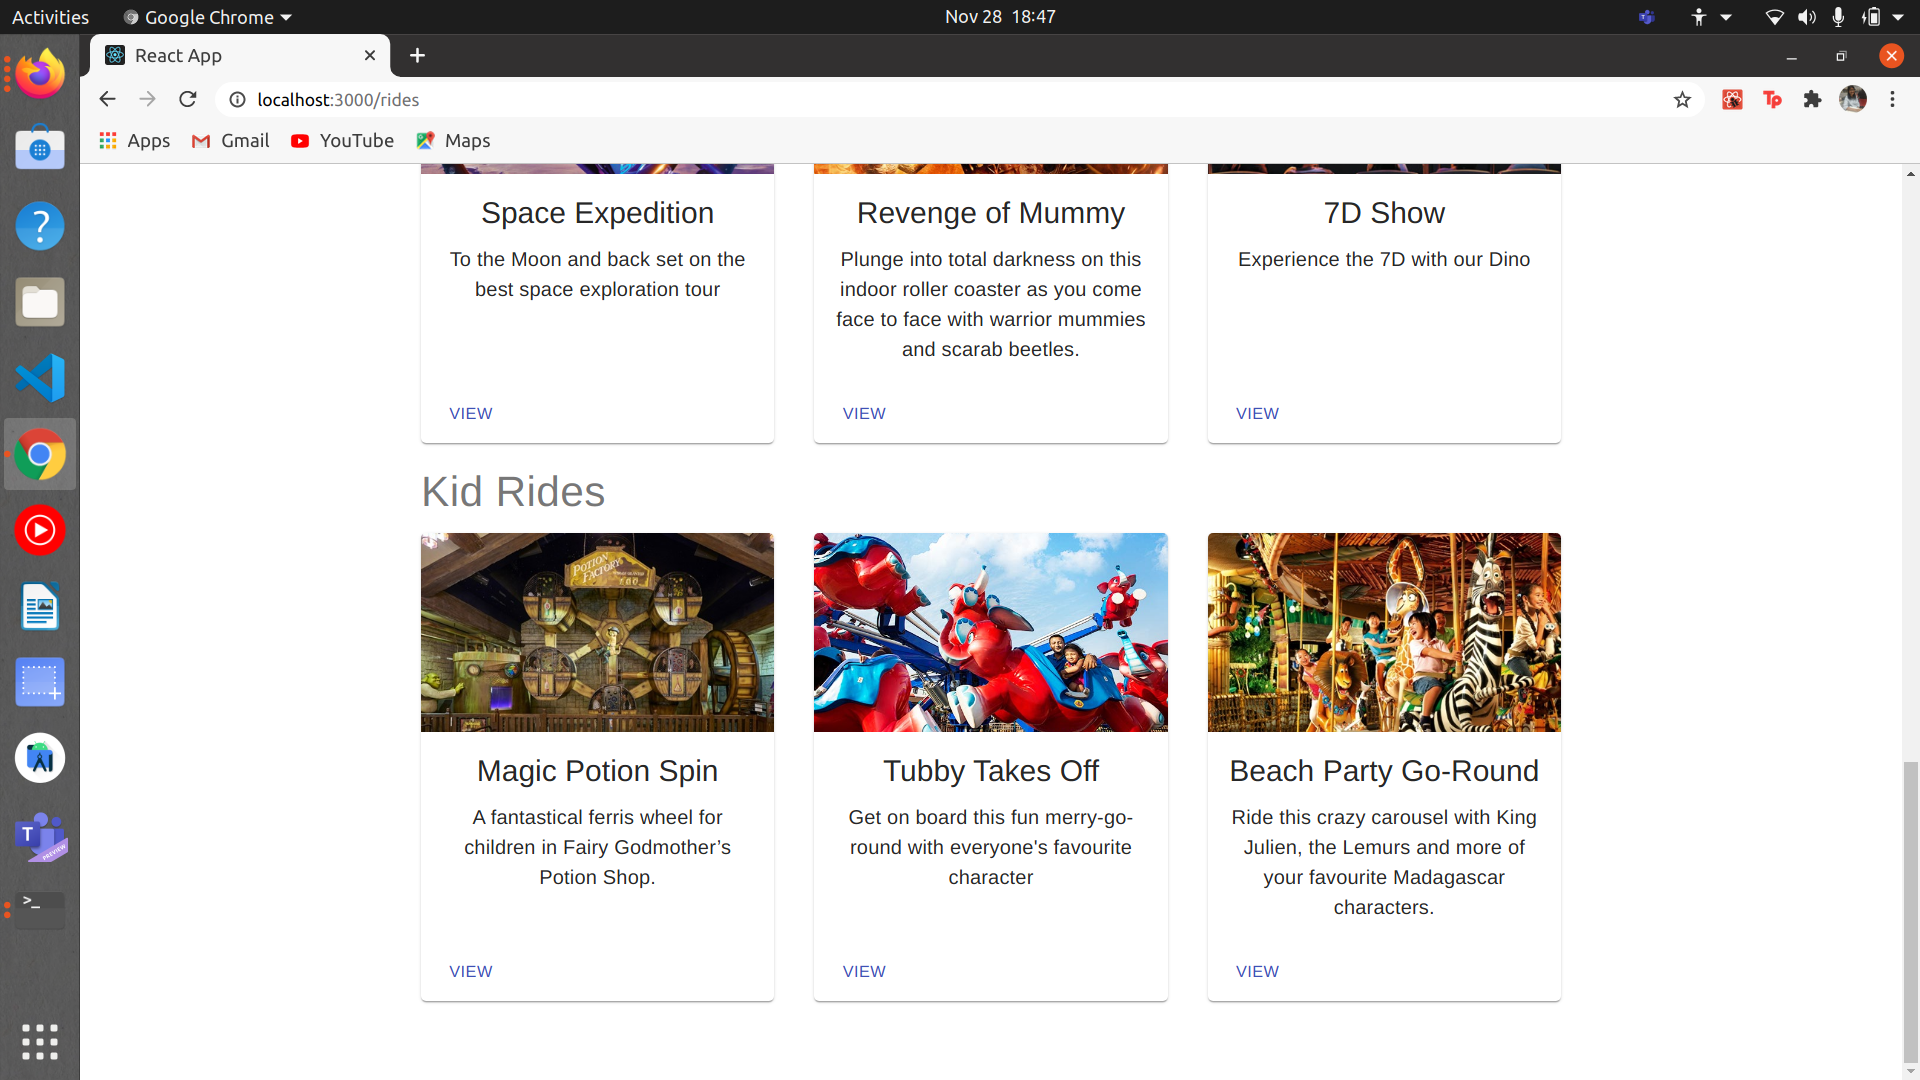 Activities
Google Chrome
Nov 28 18:47
React App
localhost:3000/rides
Tp
Apps
Gmail
YouTube
Maps
Space Expedition
To the Moon and back set on the
best space exploration tour
VIEW
Revenge of Mummy
Plunge into total darkness on this
indoor roller coaster as you come
face to face with warrior mummies
and scarab beetles.
VIEW
7D Show
Experience the 7D with our Dino
VIEW
Kid Rides
POTION
FACTORY
Magic Potion Spin
A fantastical ferris wheel for
children in Fairy Godmother’s
Potion Shop.
VIEW
Tubby Takes Off
Get on board this fun merry-go-
round with everyone's favourite
character
VIEW
Beach Party Go-Round
Ride this crazy carousel with King
Julien, the Lemurs and more of
your favourite Madagascar
characters.
VIEW
T
PREVIEW
>_